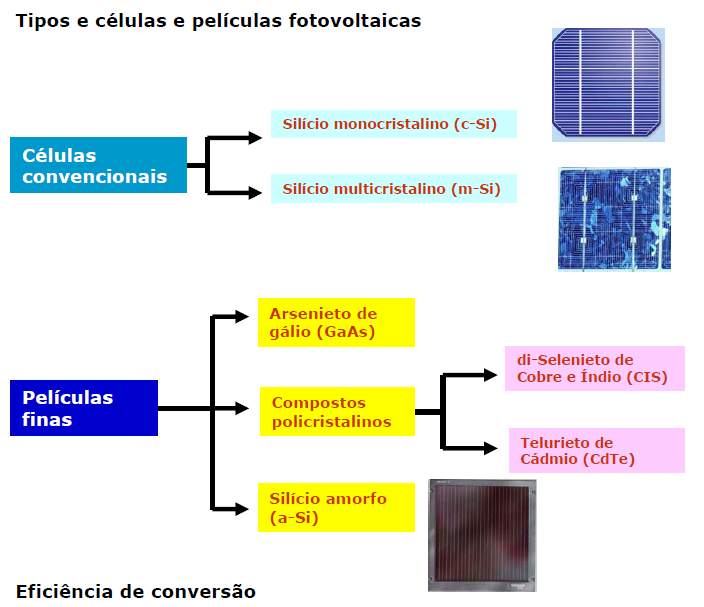 Tipos e células e películas fotovoltaicas
Silício monocristalino (c-Si)
Células
convencionais
Silício multicristalino (m-Si)
Arsenieto de
gálio (GaAs)
di-Selenieto de
Cobre e Índio (CIS)
Películas
finas
Compostos
policristalinos
Telurieto de
Cádmio (CdTe)
Silício amorfo
(a-Si)
Eficiência de conversão